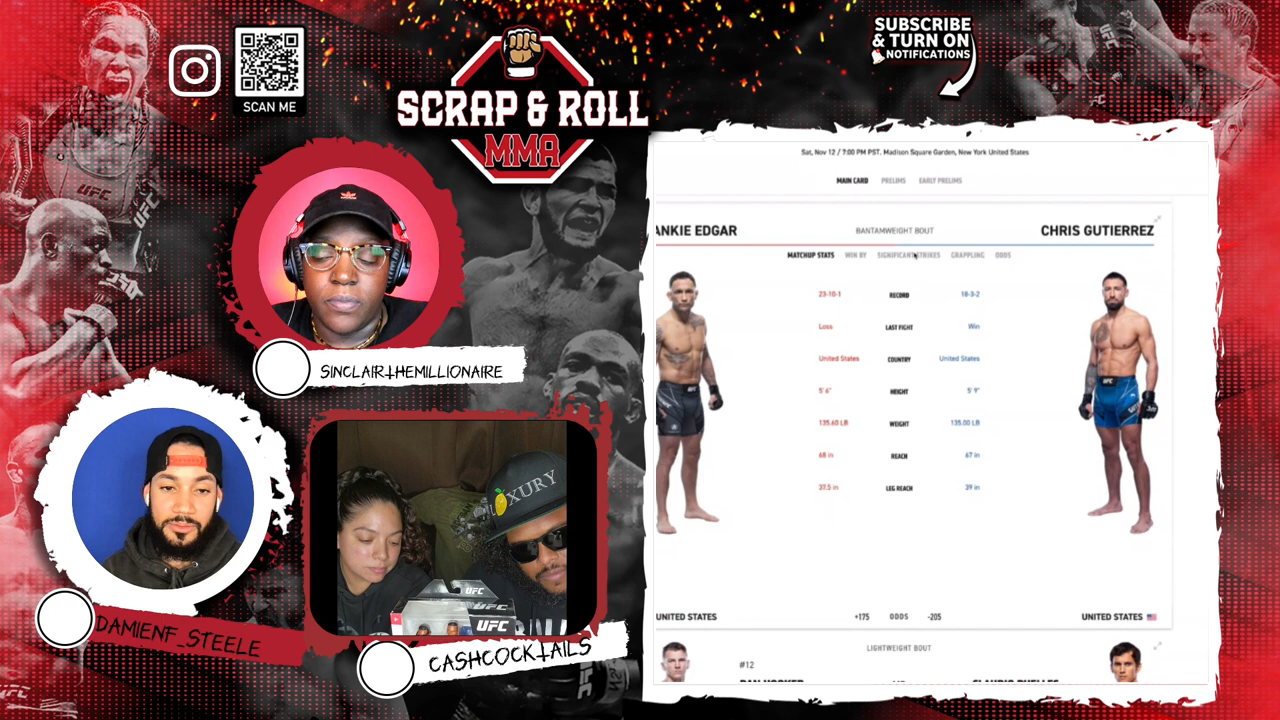 SCAN ME
SCRAP & ROLL
MMA
SUBSCRIBE
& TURN ON
NOTIFICATIONS
SINCLAIRTHEMILLIONAIRE
DAMIENF_STEELE
CASHCOCKTAILS
XURY
UFC
UFC
UFC
Sat, Nov 12 / 7:00 PM PST. Madison Square Garden, New York United States
MAIN CARD PRELIMS EARLY PRELIMS
ANKIE EDGAR BANTAMWEIGHT BOUT CHRIS GUTIERREZ
MATCHUP STATS WIN BY SIGNIFICANT STRIKES GRAPPLING ODDS
23-10-1 RECORD 18-3-2
Loss LAST FIGHT Win
United States COUNTRY United States
5' 6" HEIGHT 5' 9"
135.60 LB WEIGHT 135.00 LB
68 in REACH 67 in
37.5 in LEG REACH 39 in
UNITED STATES +175 ODDS -205 UNITED STATES
LIGHTWEIGHT BOUT
#12